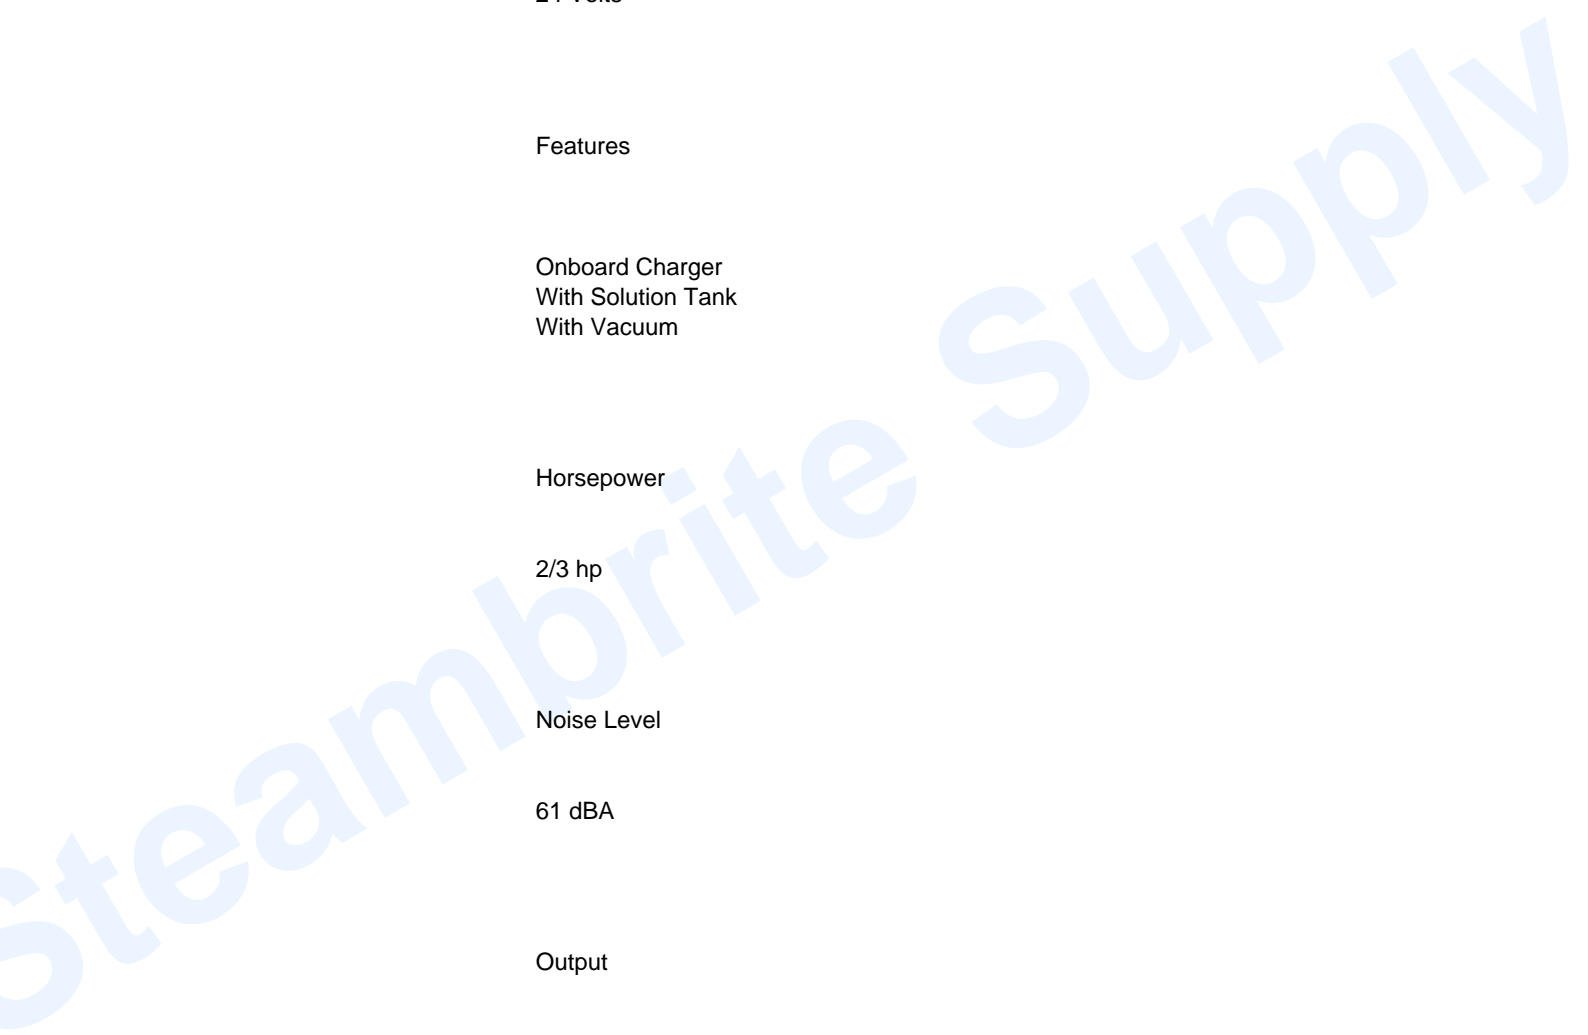 Features
Onboard Charger
With Solution Tank
With Vacuum
Horsepower
2/3 hp
Noise Level
61 dBA
Output
Steambrite Supply